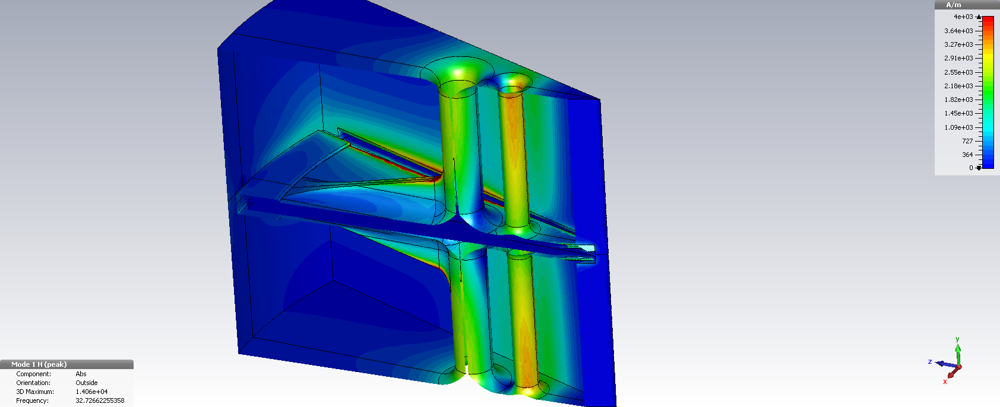 A/m
4e+03
3.64e+03
3.27e+03
2.91e+03
2.55e+03
2.18e+03
1.82e+03
1.45e+03
1.09e+03
727
364
0
Mode 1 H (peak)
Component: Abs
Orientation: Outside
3D Maximum: 1.406e+04
Frequency: 32.72662255358
y
z
x